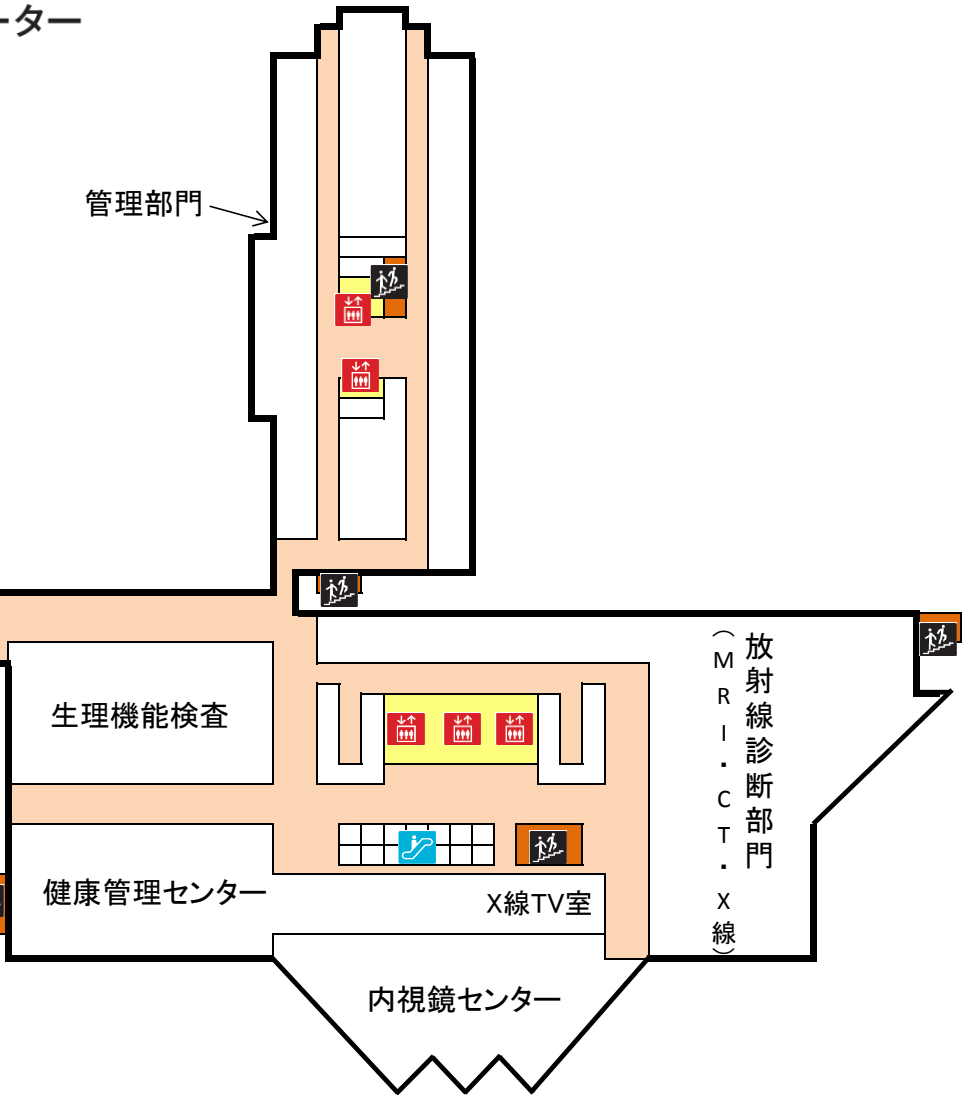 ーター
管理部門
生理機能検査
放射線診断部門
（MRI・CT・X線）
健康管理センター
X線TV室
内視鏡センター